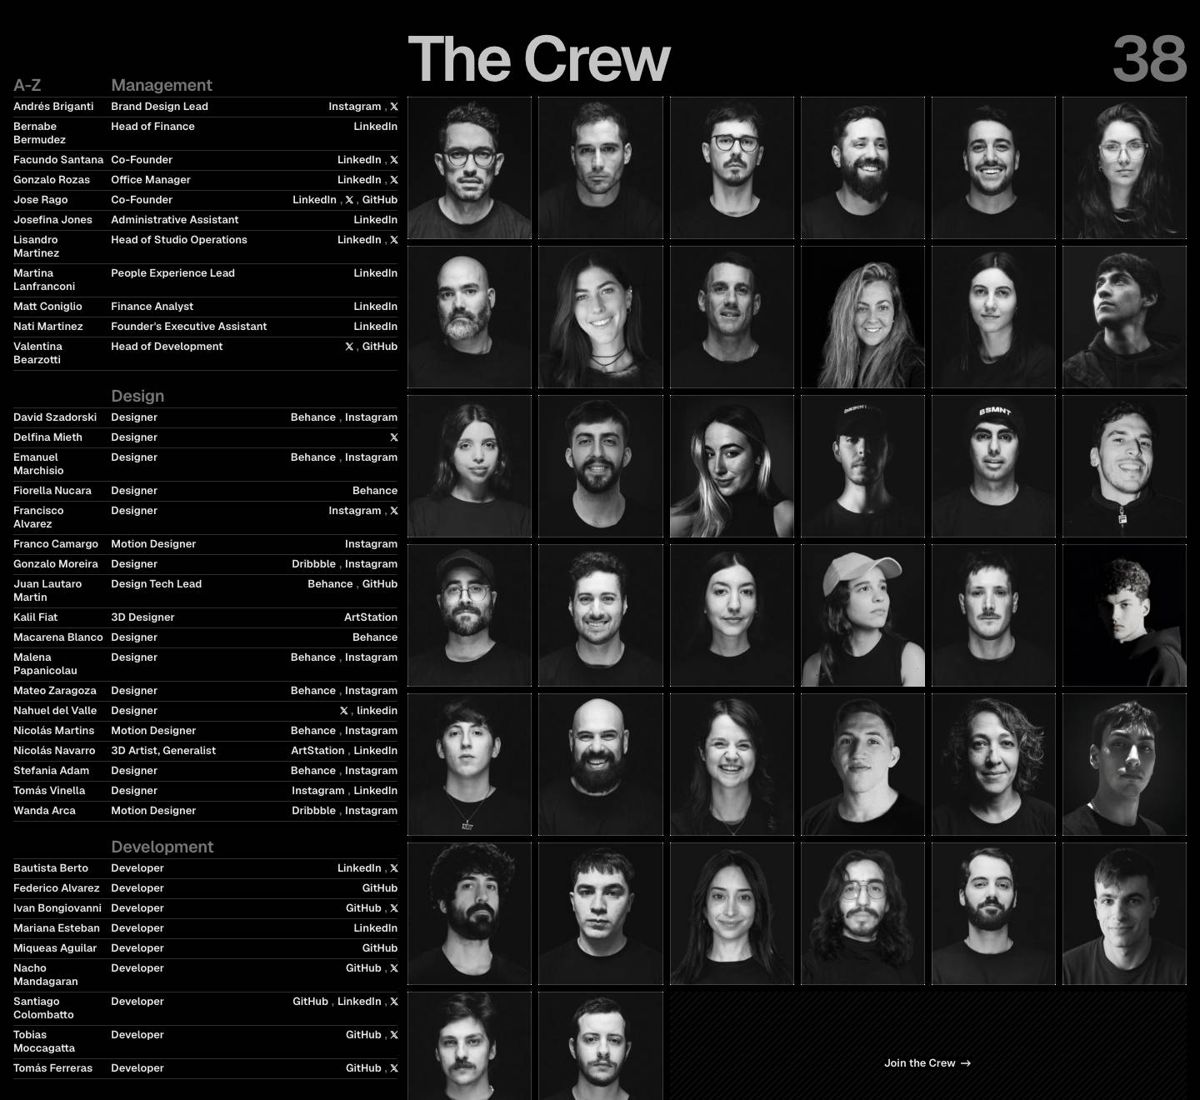 The Crew
38
A-Z Management
Andrés Briganti Brand Design Lead Instagram , 𝕏
Bernabe Head of Finance LinkedIn
Bermudez
Facundo Santana Co-Founder LinkedIn , 𝕏
Gonzalo Rozas Office Manager LinkedIn , 𝕏
Jose Rago Co-Founder LinkedIn , 𝕏 , GitHub
Josefina Jones Administrative Assistant LinkedIn
Lisandro Head of Studio Operations LinkedIn , 𝕏
Martinez
Martina People Experience Lead LinkedIn
Lanfranconi
Matt Coniglio Finance Analyst LinkedIn
Nati Martinez Founder's Executive Assistant LinkedIn
Valentina Head of Development 𝕏 , GitHub
Bearzotti
Design
David Szadorski Designer Behance , Instagram
Delfina Mieth Designer 𝕏
Emanuel Designer Behance , Instagram
Marchisio
Fiorella Nucara Designer Behance
Francisco Designer Instagram , 𝕏
Alvarez
Franco Camargo Motion Designer Instagram
Gonzalo Moreira Designer Dribbble , Instagram
Juan Lautaro Design Tech Lead Behance , GitHub
Martin
Kalil Fiat 3D Designer ArtStation
Macarena Blanco Designer Behance
Malena Designer Behance , Instagram
Papanicolau
Mateo Zaragoza Designer Behance , Instagram
Nahuel del Valle Designer 𝕏 , linkedin
Nicolás Martins Motion Designer Behance , Instagram
Nicolás Navarro 3D Artist, Generalist ArtStation , LinkedIn
Stefania Adam Designer Behance , Instagram
Tomás Vinella Designer Instagram , LinkedIn
Wanda Arca Motion Designer Dribbble , Instagram
Development
Bautista Berto Developer LinkedIn , 𝕏
Federico Alvarez Developer GitHub
Ivan Bongiovanni Developer GitHub , 𝕏
Mariana Esteban Developer LinkedIn
Miqueas Aguilar Developer GitHub
Nacho Developer GitHub , 𝕏
Mandagaran
Santiago Developer GitHub , LinkedIn , 𝕏
Colombatto
Tobias Developer GitHub , 𝕏
Moccagatta
Tomás Ferreras Developer GitHub , 𝕏
BSMNT
Join the Crew →